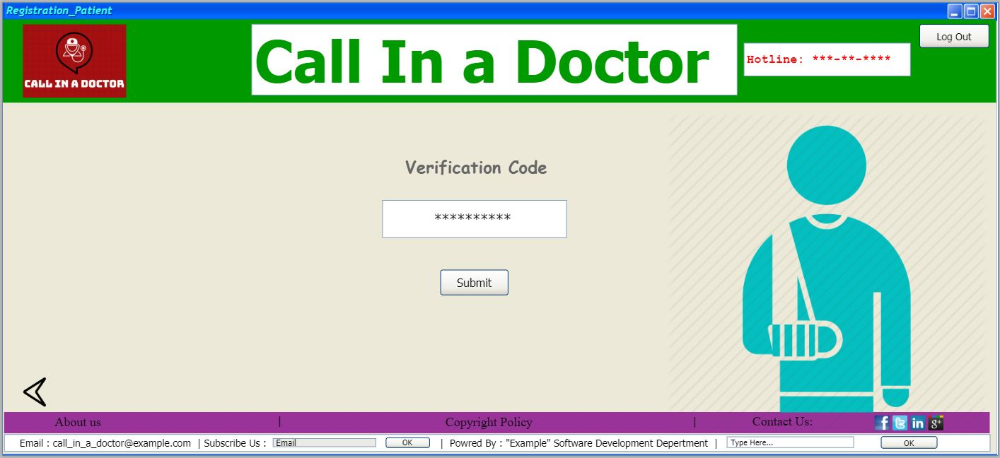 Registration_Patient
CALL IN A DOCTOR
Call In a Doctor
Hotline: ***-**-****
Log Out
Verification Code
**********
Submit
About us | Copyright Policy | Contact Us: f t in g+
Email : call_in_a_doctor@example.com | Subscribe Us : Email OK | Powred By : "Example" Software Development Depertment | Type Here... OK